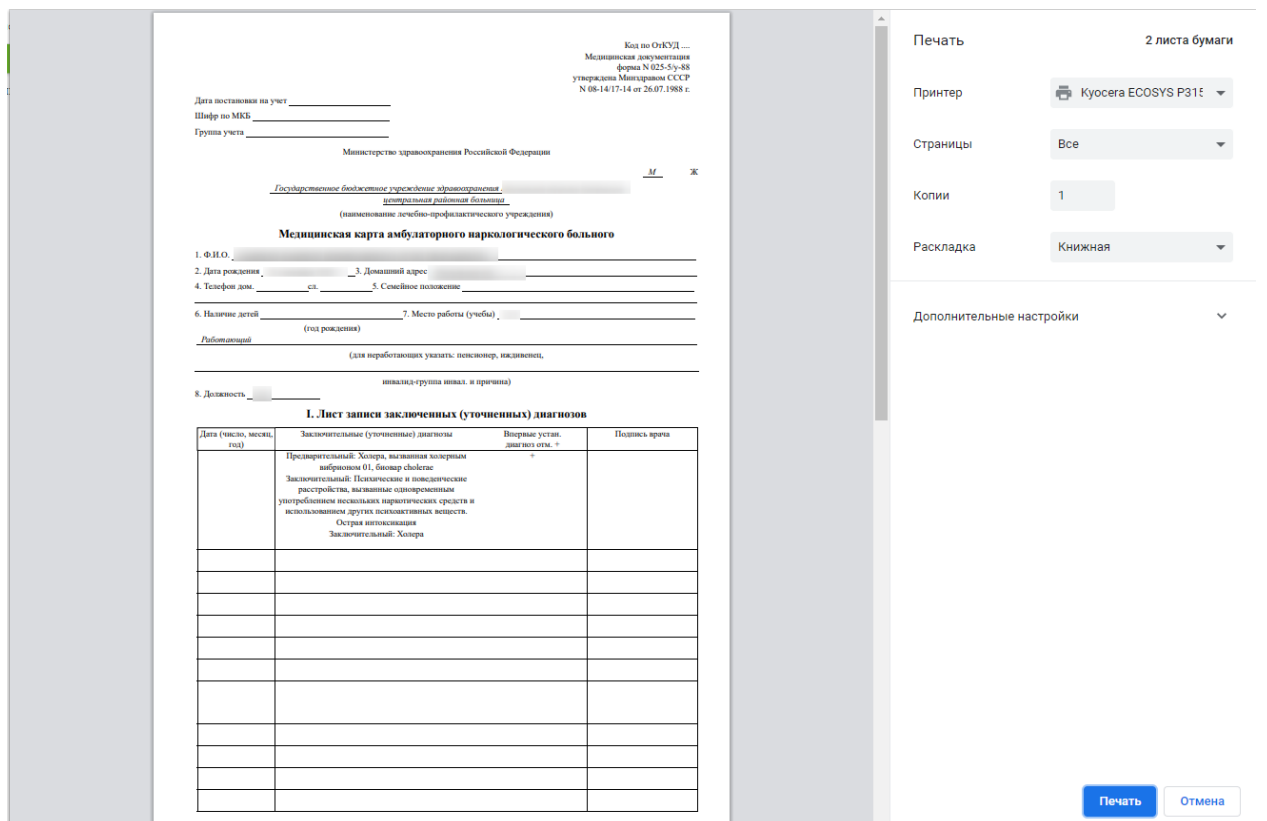 Код по ОтКУД ....
Медицинская документация
форма N 025-5/у-88
утверждена Минздравом СССР
N 08-14/17-14 от 26.07.1988 г.
Дата постановки на учет
Шифр по МКБ
Группа учета
Министерство здравоохранения Российской Федерации
М Ж
Государственное бюджетное учреждение здравоохранения
центральная районная больница
(наименование лечебно-профилактического учреждения)
Медицинская карта амбулаторного наркологического больного
1. Ф.И.О.
2. Дата рождения 3. Домашний адрес
4. Телефон дом. сл. 5. Семейное положение
6. Наличие детей 7. Место работы (учебы)
(год рождения)
Работающий
(для неработающих указать: пенсионер, иждивенец,
инвалид-группа инвал. и причина)
8. Должность
I. Лист записи заключенных (уточненных) диагнозов
Дата (число, месяц, год)
Заключительные (уточненные) диагнозы
Впервые устан. диагноз отм. +
Подпись врача
Предварительный: Холера, вызванная холерным
вибрионом 01, биовар cholerae
Заключительный: Психические и поведенческие
расстройства, вызванные одновременным
употреблением нескольких наркотических средств и
использованием других психоактивных веществ.
Острая интоксикация
Заключительный: Холера
+
Печать 2 листа бумаги
Принтер Kyocera ECOSYS P315
Страницы Все
Копии 1
Раскладка Книжная
Дополнительные настройки
Печать Отмена